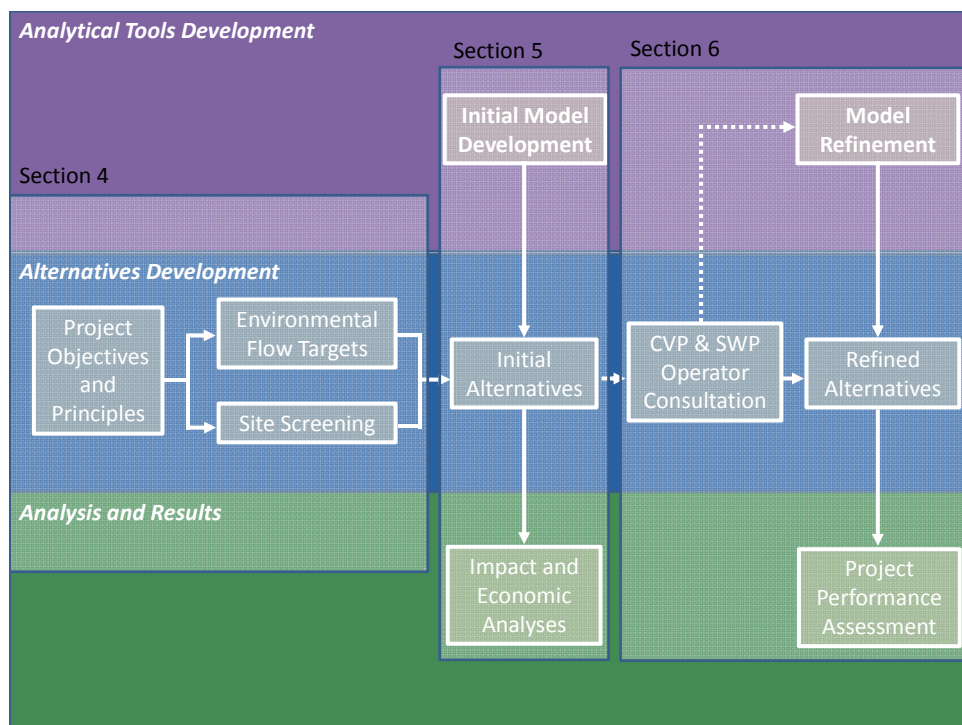 Analytical Tools Development
Section 5
Section 6
Initial Model
Development
Model
Refinement
Section 4
Alternatives Development
Project
Objectives
and
Principles
Environmental
Flow Targets
Site Screening
Initial
Alternatives
CVP & SWP
Operator
Consultation
Refined
Alternatives
Analysis and Results
Impact and
Economic
Analyses
Project
Performance
Assessment